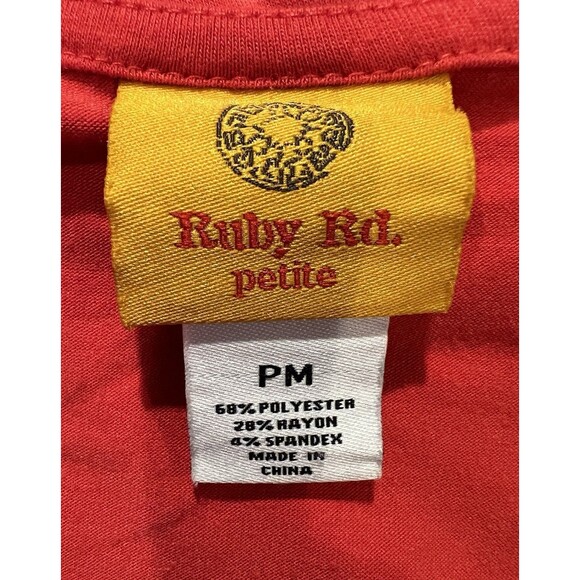 Ruby Rd.
petite
PM
68% POLYESTER
28% RAYON
4% SPANDEX
MADE IN
CHINA